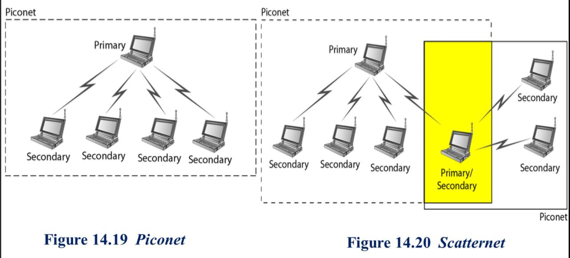 Piconet
Primary
Secondary Secondary Secondary Secondary
Figure 14.19 Piconet
Piconet
Primary
Secondary
Secondary Secondary Secondary
Primary/
Secondary
Secondary
Piconet
Figure 14.20 Scatternet